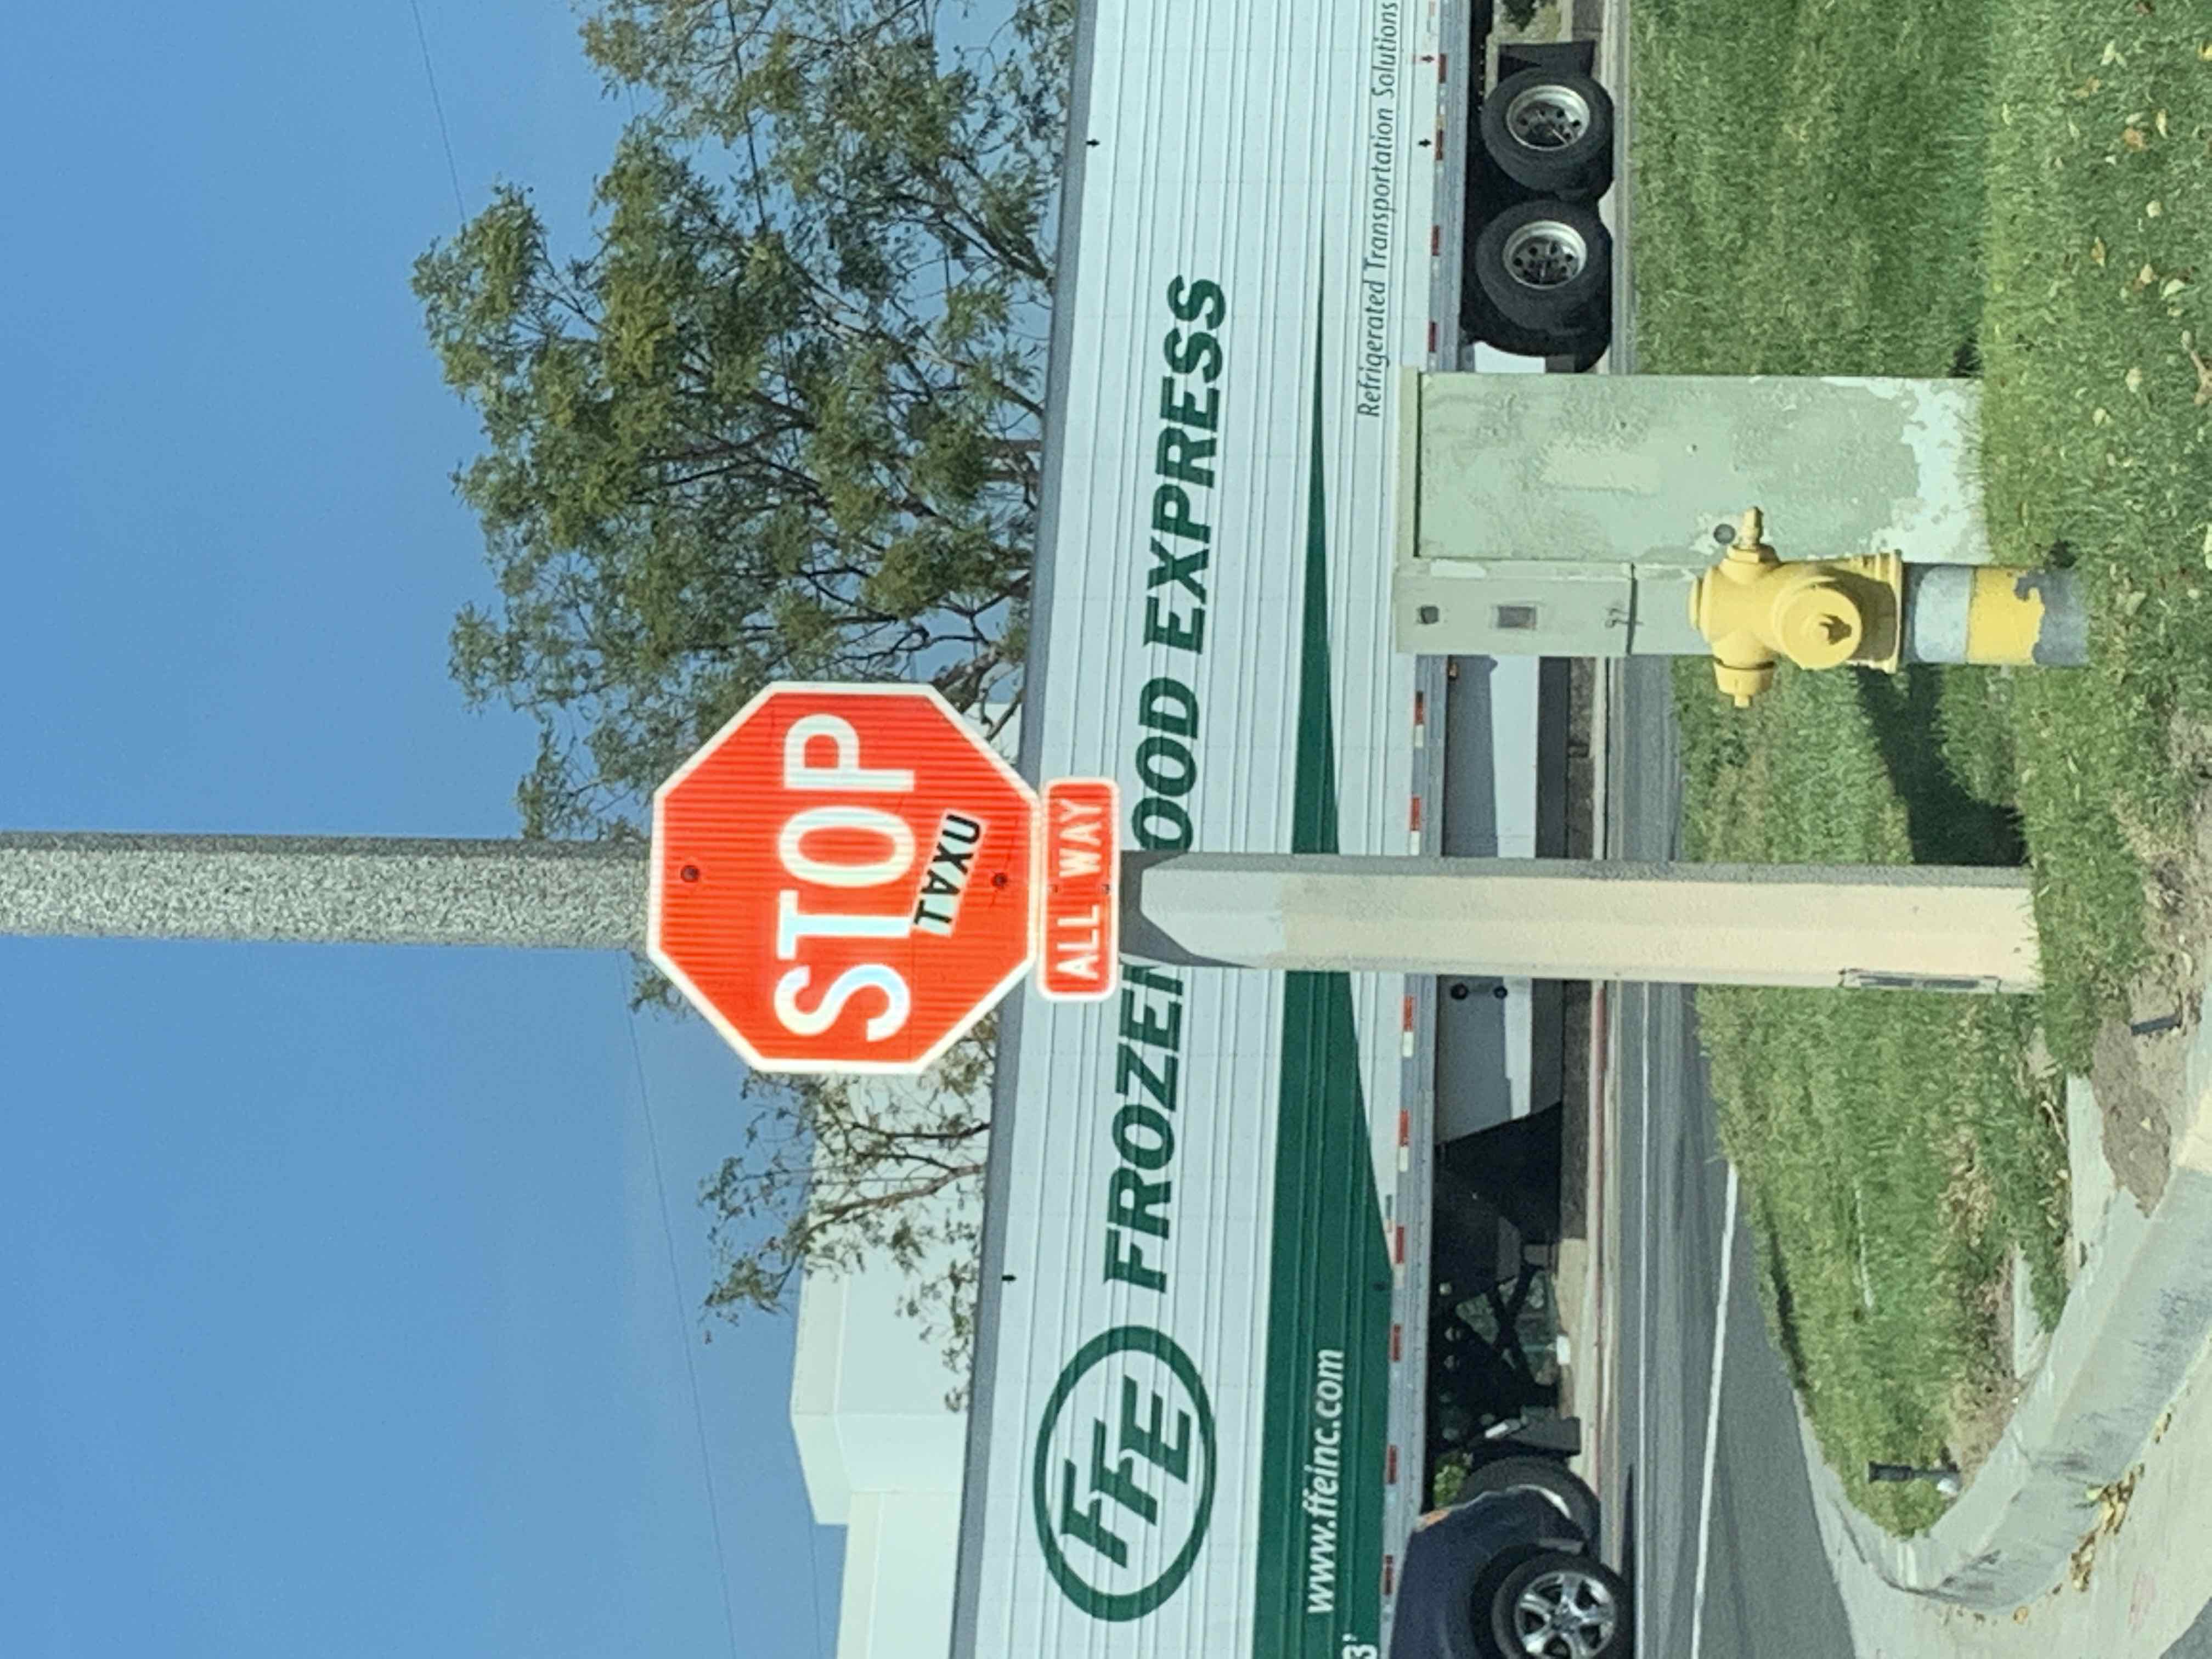 STOP
TAXU
ALL WAY
FFE
FROZEN FOOD EXPRESS
Refrigerated Transportation Solutions
www.ffeinc.com